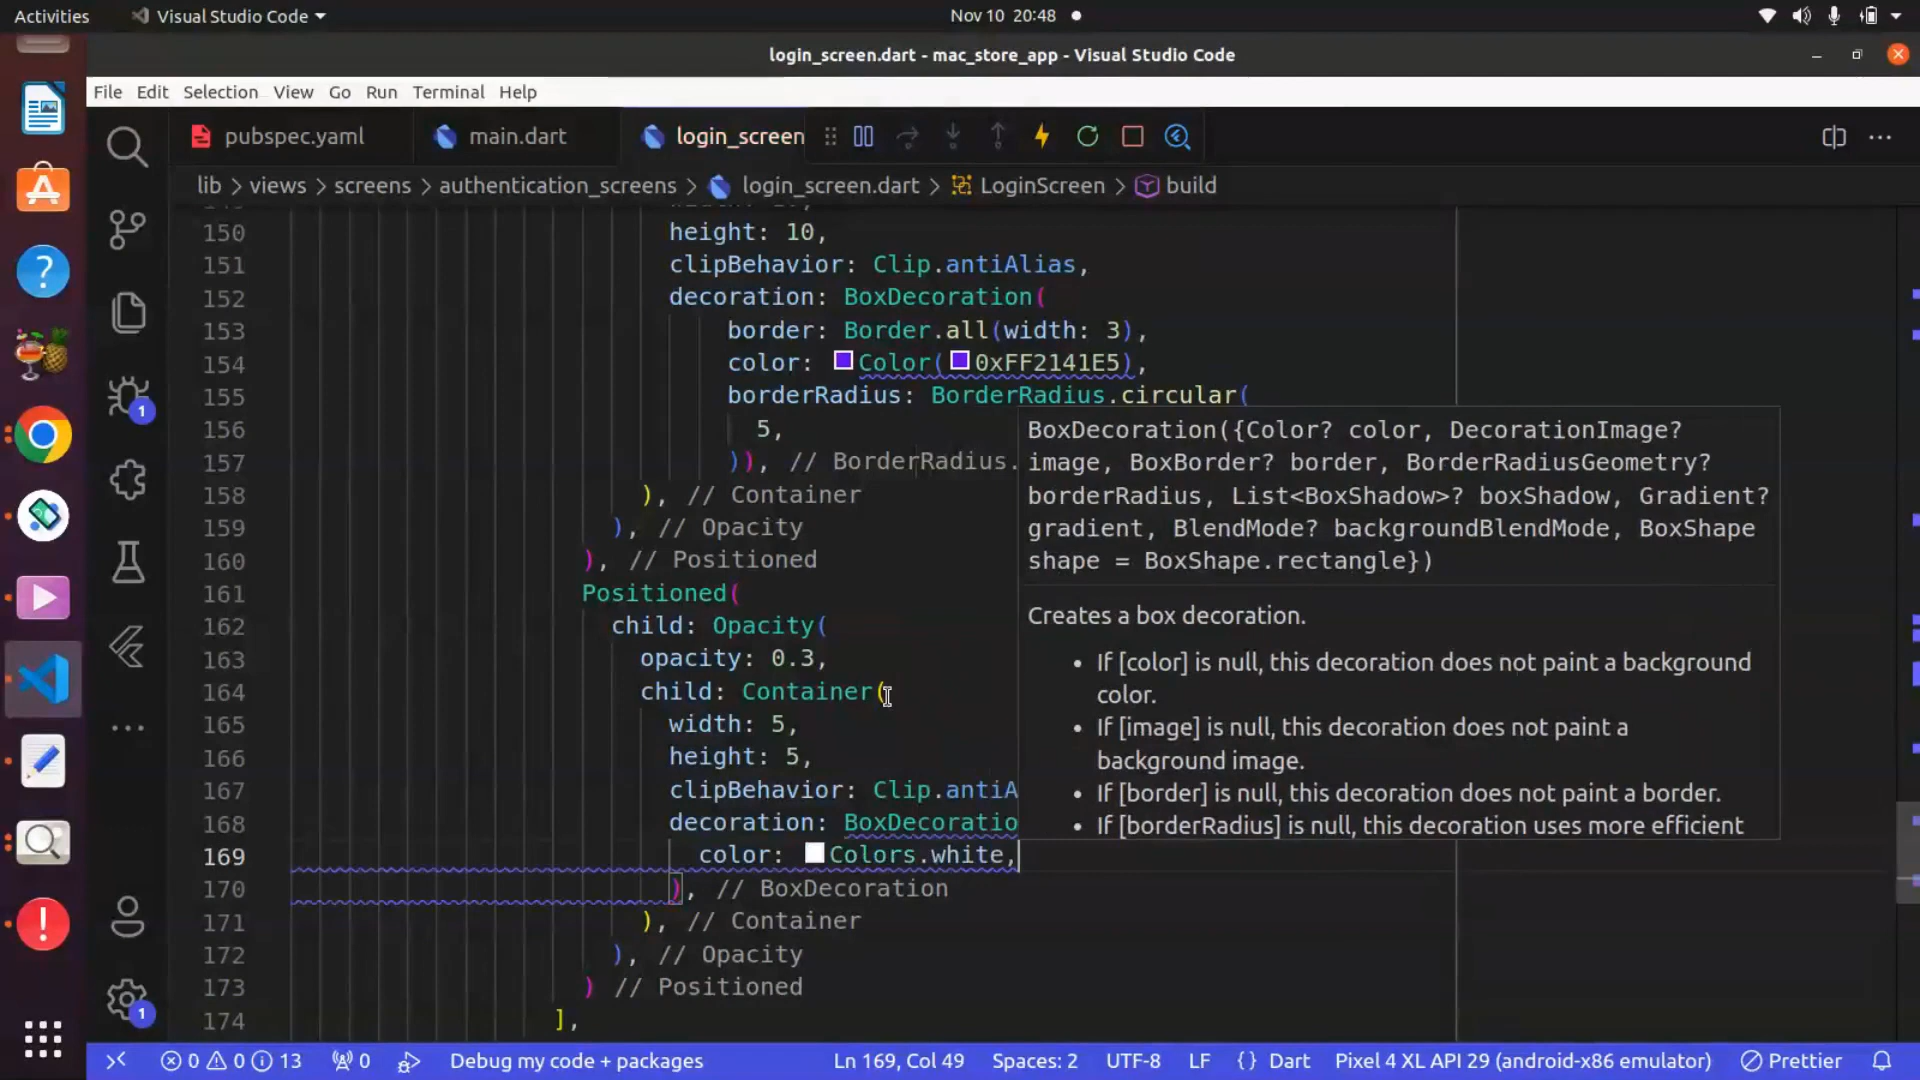 Activities
Visual Studio Code
Nov 10 20:48
login_screen.dart - mac_store_app - Visual Studio Code
File Edit Selection View Go Run Terminal Help
pubspec.yaml
main.dart
login_screen
lib > views > screens > authentication_screens > login_screen.dart > LoginScreen > build
150 height: 10,
151 clipBehavior: Clip.antiAlias,
152 decoration: BoxDecoration(
153 border: Border.all(width: 3),
154 color: Color(0xFF2141E5),
155 borderRadius: BorderRadius.circular(
156 5,
157 )), // BorderRadius.
158 ), // Container
159 ), // Opacity
160 ), // Positioned
161 Positioned(
162 child: Opacity(
163 opacity: 0.3,
164 child: Container(
165 width: 5,
166 height: 5,
167 clipBehavior: Clip.antiA
168 decoration: BoxDecoratio
169 color: Colors.white,
170 ), // BoxDecoration
171 ), // Container
172 ), // Opacity
173 ) // Positioned
174 ],
BoxDecoration({Color? color, DecorationImage?
image, BoxBorder? border, BorderRadiusGeometry?
borderRadius, List<BoxShadow>? boxShadow, Gradient?
gradient, BlendMode? backgroundBlendMode, BoxShape
shape = BoxShape.rectangle})
Creates a box decoration.
• If [color] is null, this decoration does not paint a background
color.
• If [image] is null, this decoration does not paint a
background image.
• If [border] is null, this decoration does not paint a border.
• If [borderRadius] is null, this decoration uses more efficient
1
1
0 0 13
0
Debug my code + packages
Ln 169, Col 49
Spaces: 2
UTF-8
LF
{ } Dart
Pixel 4 XL API 29 (android-x86 emulator)
Prettier